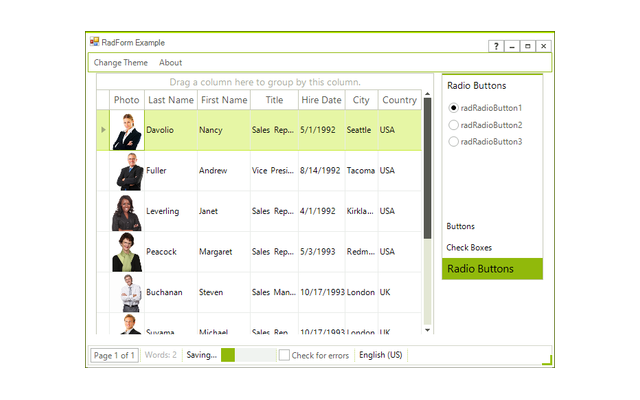 RadForm Example
?
Change Theme About
Drag a column here to group by this column.
Photo Last Name First Name Title Hire Date City Country
Davolio Nancy Sales Rep... 5/1/1992 Seattle USA
Fuller Andrew Vice Presi... 8/14/1992 Tacoma USA
Leverling Janet Sales Rep... 4/1/1992 Kirkla... USA
Peacock Margaret Sales Rep... 5/3/1993 Redm... USA
Buchanan Steven Sales Man... 10/17/1993 London UK
Suyama Michael Sales Rep... 10/17/1993 London UK
Radio Buttons
radRadioButton1
radRadioButton2
radRadioButton3
Buttons
Check Boxes
Radio Buttons
Page 1 of 1 Words: 2 Saving... Check for errors English (US)